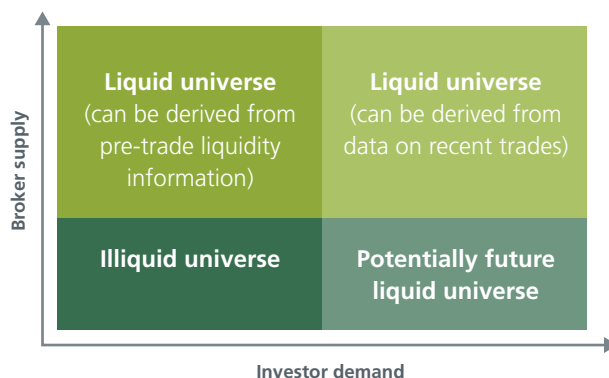 Broker supply
Liquid universe
(can be derived from
pre-trade liquidity
information)
Liquid universe
(can be derived from
data on recent trades)
Illiquid universe
Potentially future
liquid universe
Investor demand